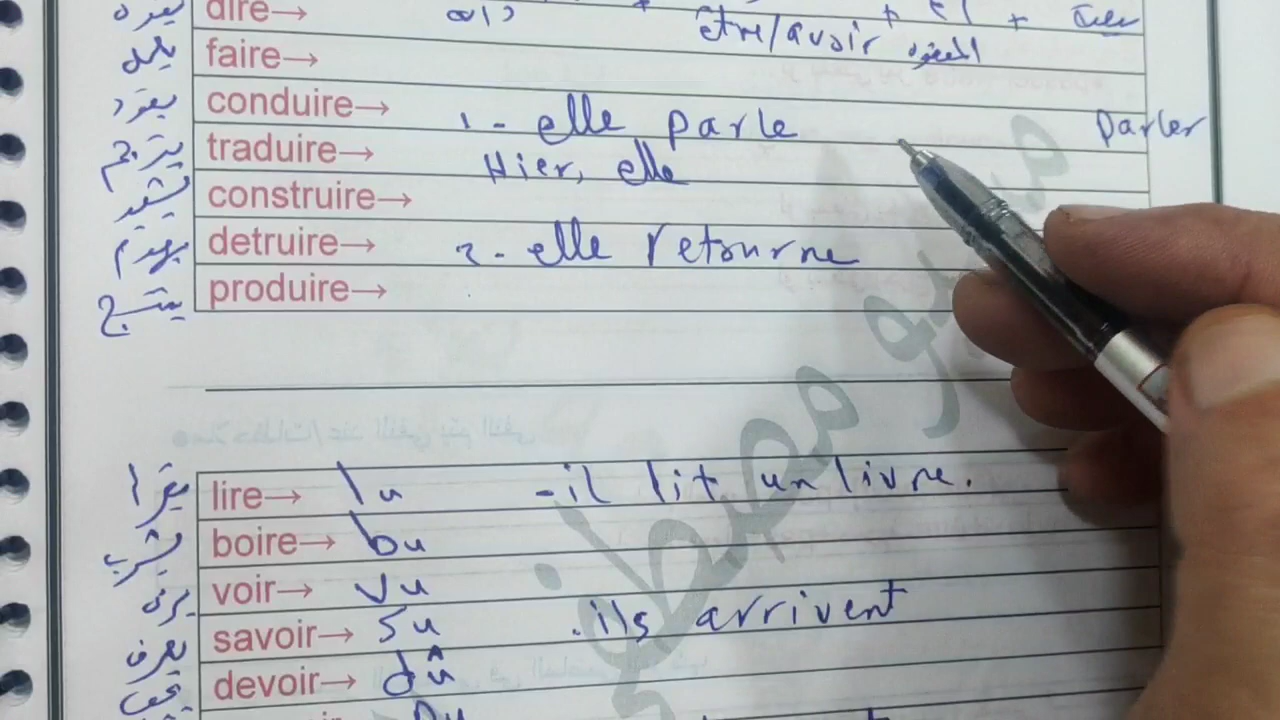 dire→
être/avoir
يعمل faire→
يقود conduire→ 1- elle parle parler
يترجم traduire→ Hier, elle
يشيد construire→
يهدم detruire→ 2- elle retourne
ينتج produire→
يقرأ lire→ lu -il lit un livre.
يشرب boire→ bu
يرى voir→ vu
يعرف savoir→ su .ils arrivent
devoir→ dû